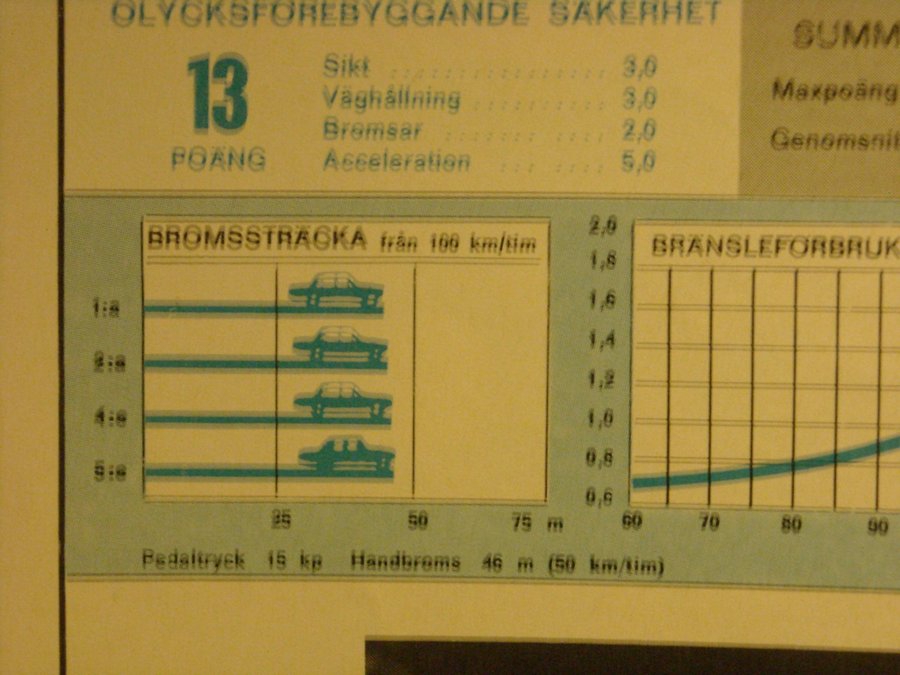 OLYCKSFÖREBYGGANDE SÄKERHET
13
POÄNG
Sikt ........................ 3,0
Väghållning ............... 3,0
Bromsar ............... 2,0
Acceleration ............ 5,0
SUMM
Maxpoäng
Genomsnit
BROMSSTRÄCKA från 100 km/tim
1:a
2:a
4:e
5:e
25 50 75 m
Pedaltryck 15 kp Handbroms 46 m (50 km/tim)
BRÄNSLEFÖRBRUK
2,0
1,8
1,6
1,4
1,2
1,0
0,8
0,6
60 70 80 90